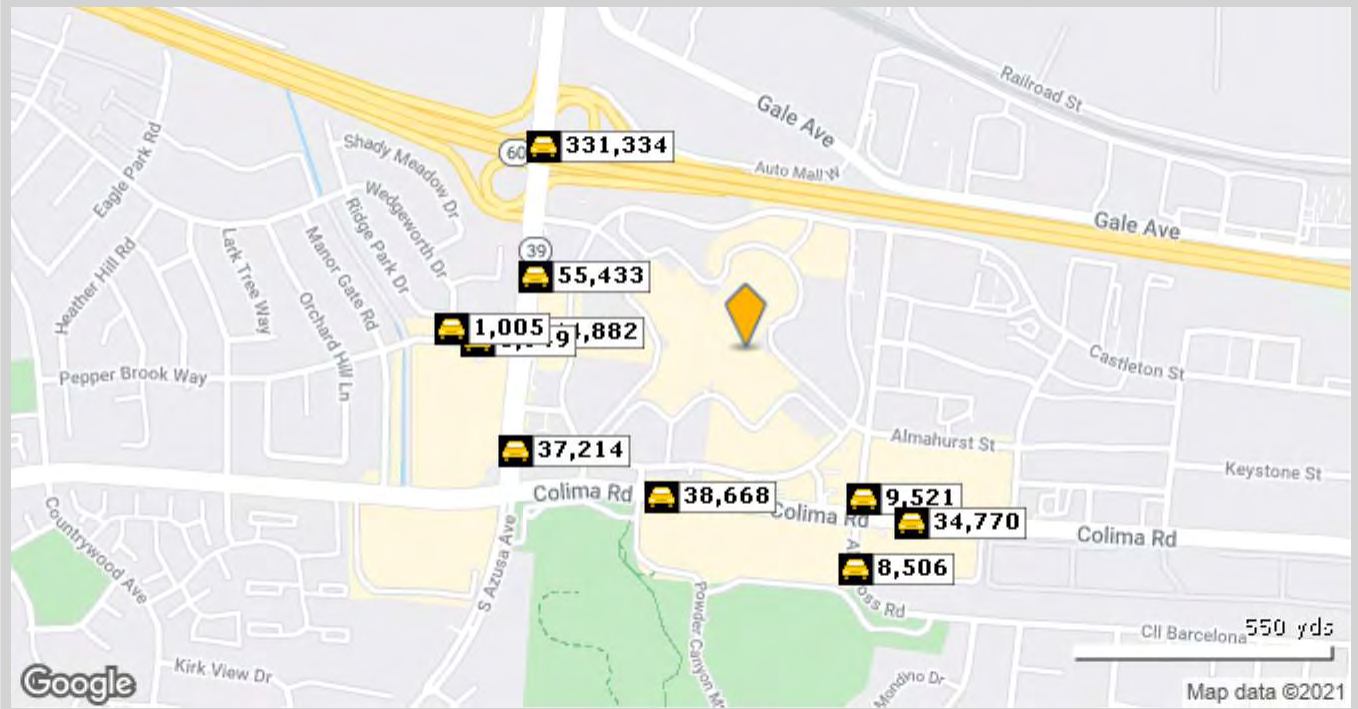 Railroad St
Gale Ave
331,334
60
Auto Mall W
Shady Meadow Dr
Eagle Park Rd
Wedgeworth Dr
Ridge Park Dr
Gale Ave
Heather Hill Rd
Lark Tree Way
Manor Gate Rd
39
55,433
Orchard Hill Ln
1,005
4,882
Castleton St
Pepper Brook Way
Almahurst St
37,214
Keystone St
Colima Rd
38,668
9,521
Colima Rd
34,770
Colima Rd
Countrywood Ave
S Azusa Ave
8,506
oss Rd
Powder Canyon M
Cll Barcelona
550 yds
Kirk View Dr
Mondino Dr
Google
Map data ©2021